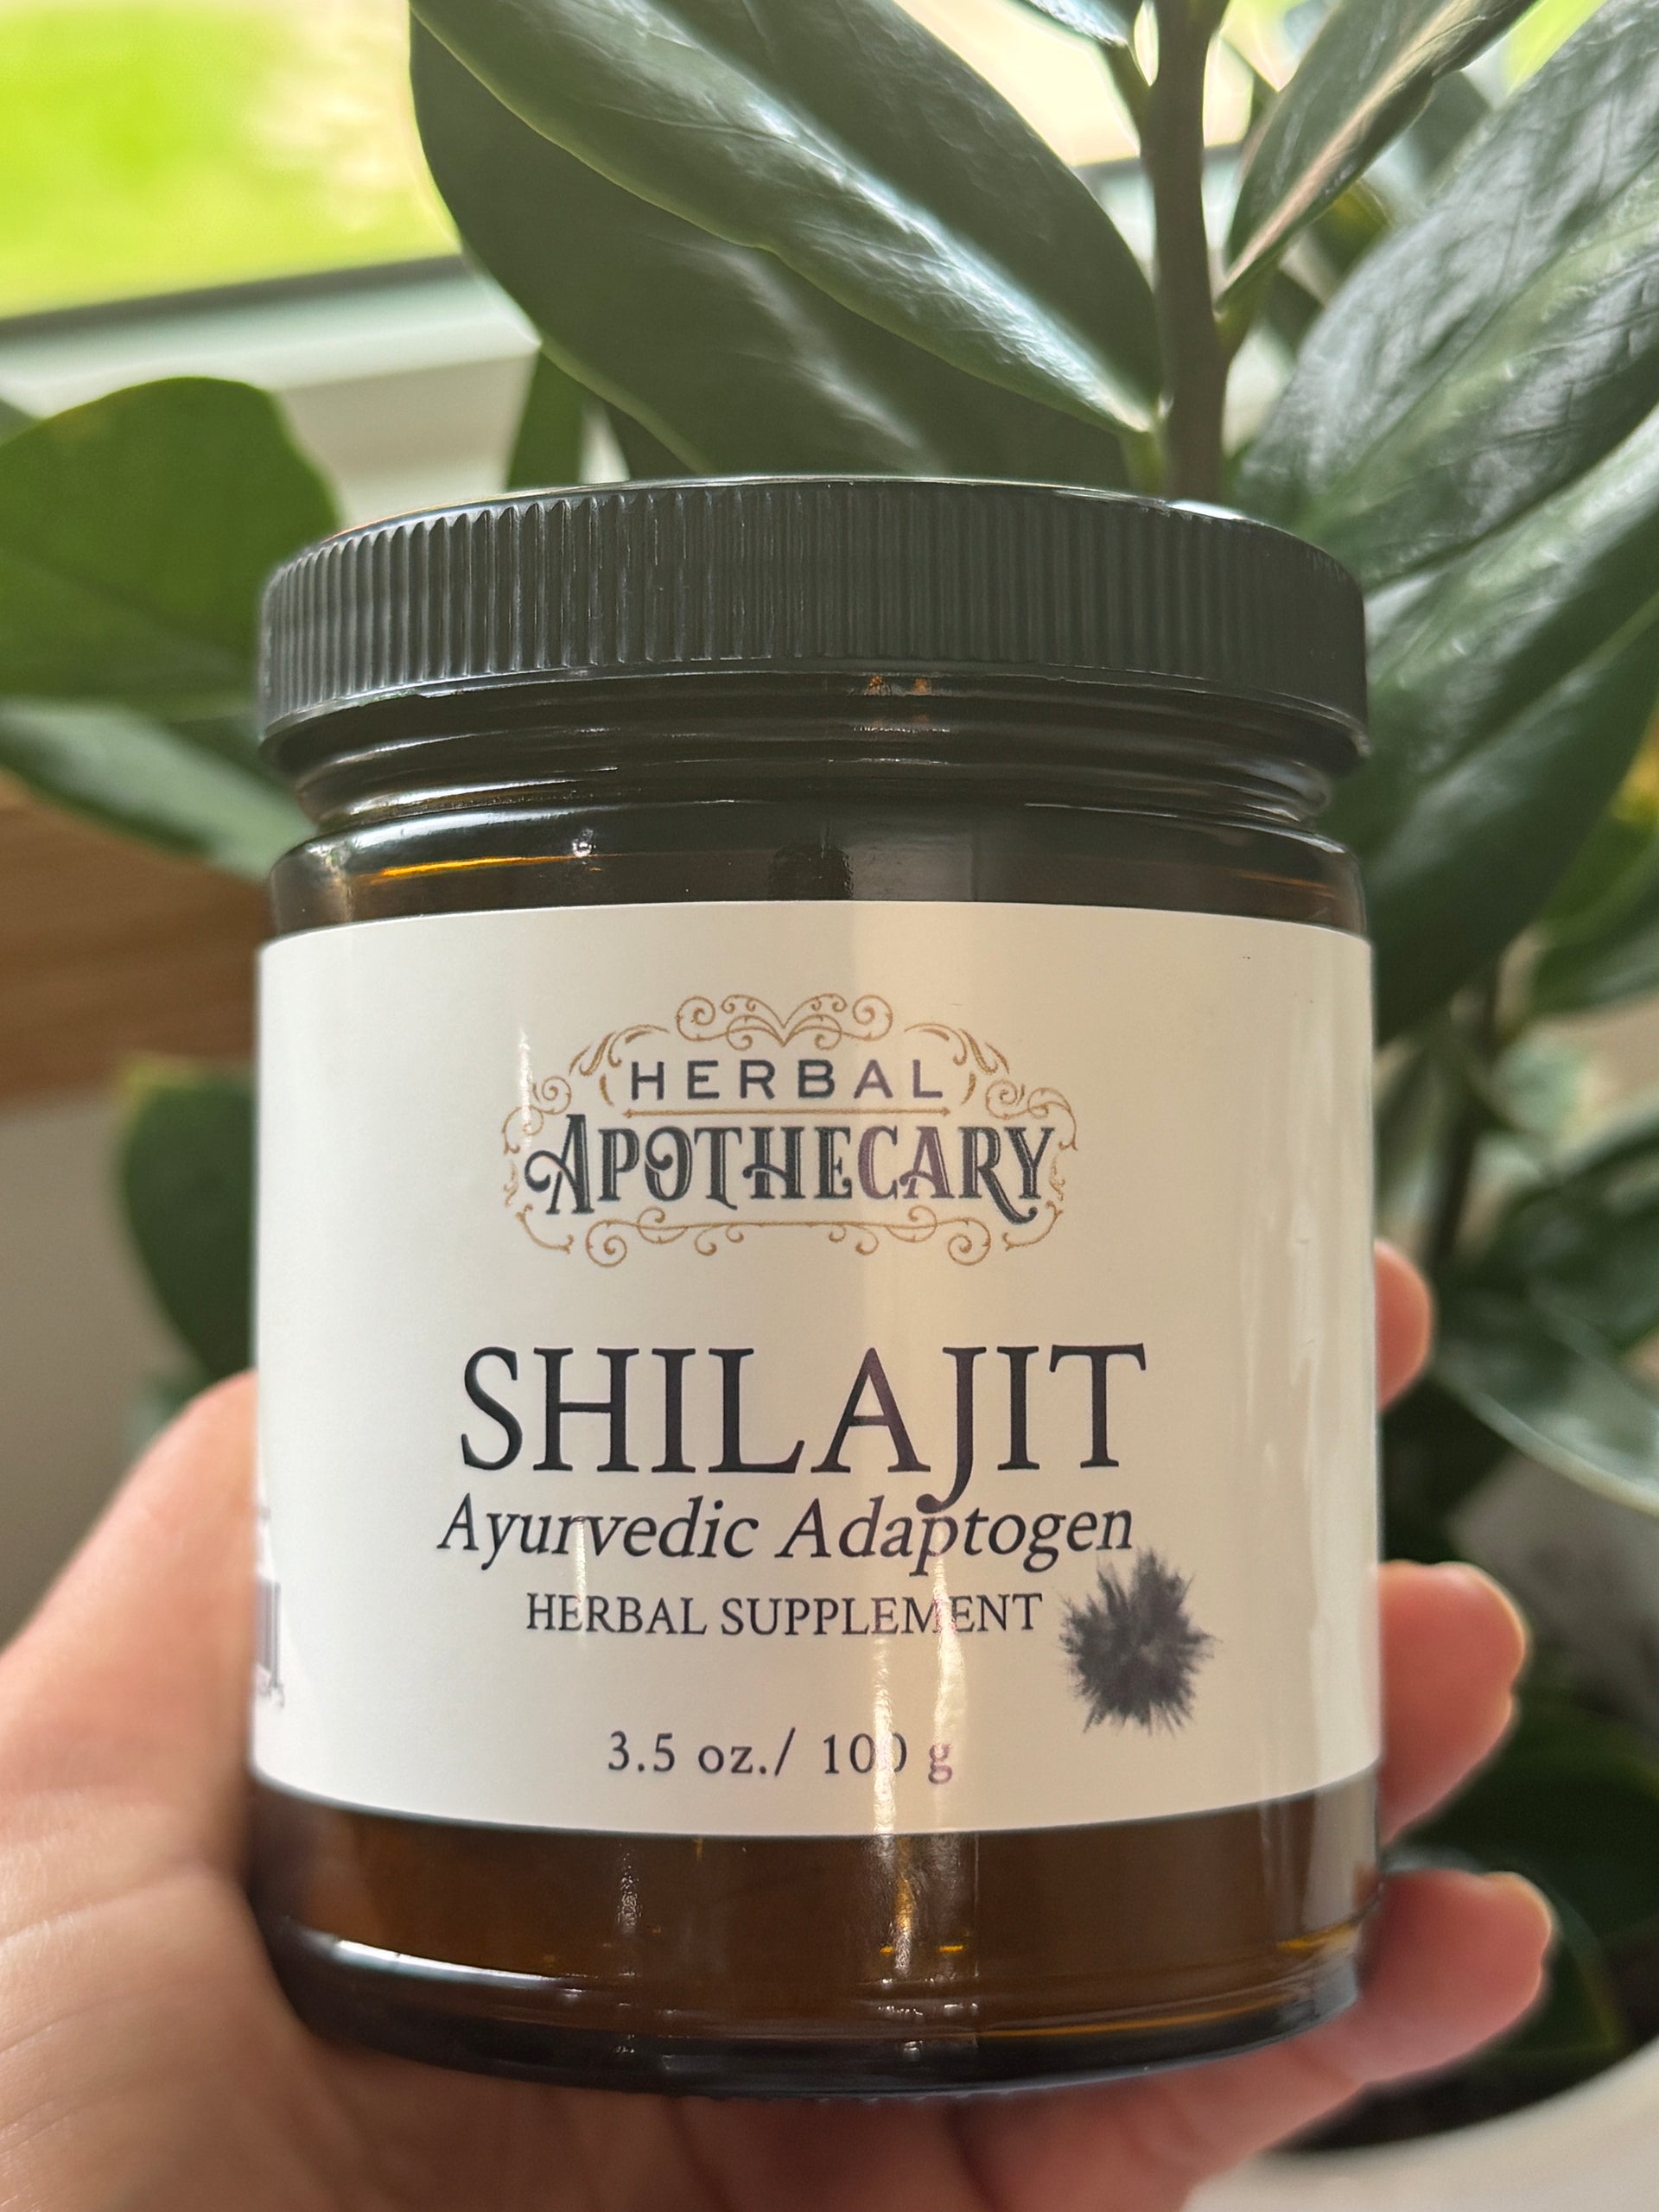 HERBAL
APOTHECARY
SHILAJIT
Ayurvedic Adaptogen
HERBAL SUPPLEMENT
3.5 oz./ 100 g